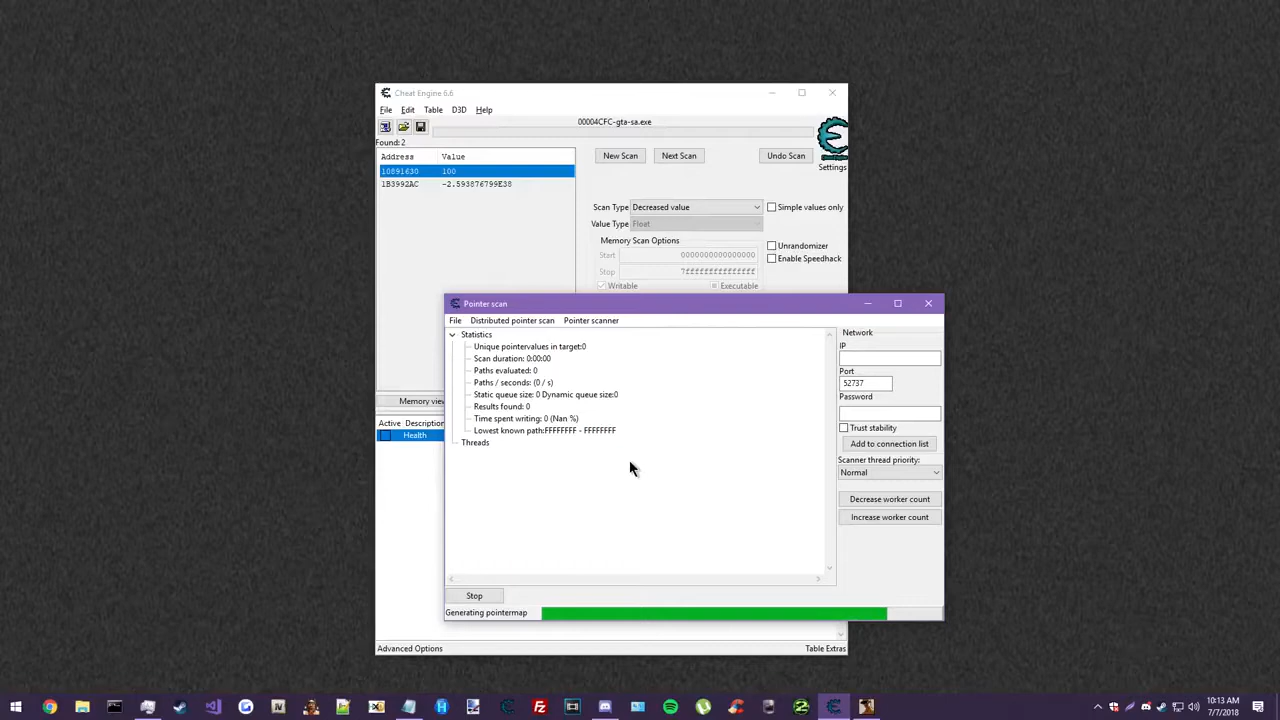 Cheat Engine 6.6
File Edit Table D3D Help
00004CFC-gta-sa.exe
Found: 2
Address Value
10891630 100
1B3992AC -2.593876799E38
New Scan Next Scan Undo Scan
Settings
Scan Type Decreased value Simple values only
Value Type Float
Memory Scan Options
Unrandomizer
Start 0000000000000000
Enable Speedhack
Stop 7fffffffffffffff
Writable Executable
Memory view
Active Description
Health
Pointer scan
File Distributed pointer scan Pointer scanner
Statistics
Unique pointervalues in target:0
Scan duration: 0:00:00
Paths evaluated: 0
Paths / seconds: (0 / s)
Static queue size: 0 Dynamic queue size:0
Results found: 0
Time spent writing: 0 (Nan %)
Lowest known path:FFFFFFFF - FFFFFFFF
Threads
Network
IP
Port
52737
Password
Trust stability
Add to connection list
Scanner thread priority:
Normal
Decrease worker count
Increase worker count
Stop
Generating pointermap
Advanced Options Table Extras
10:13 AM
7/7/2018